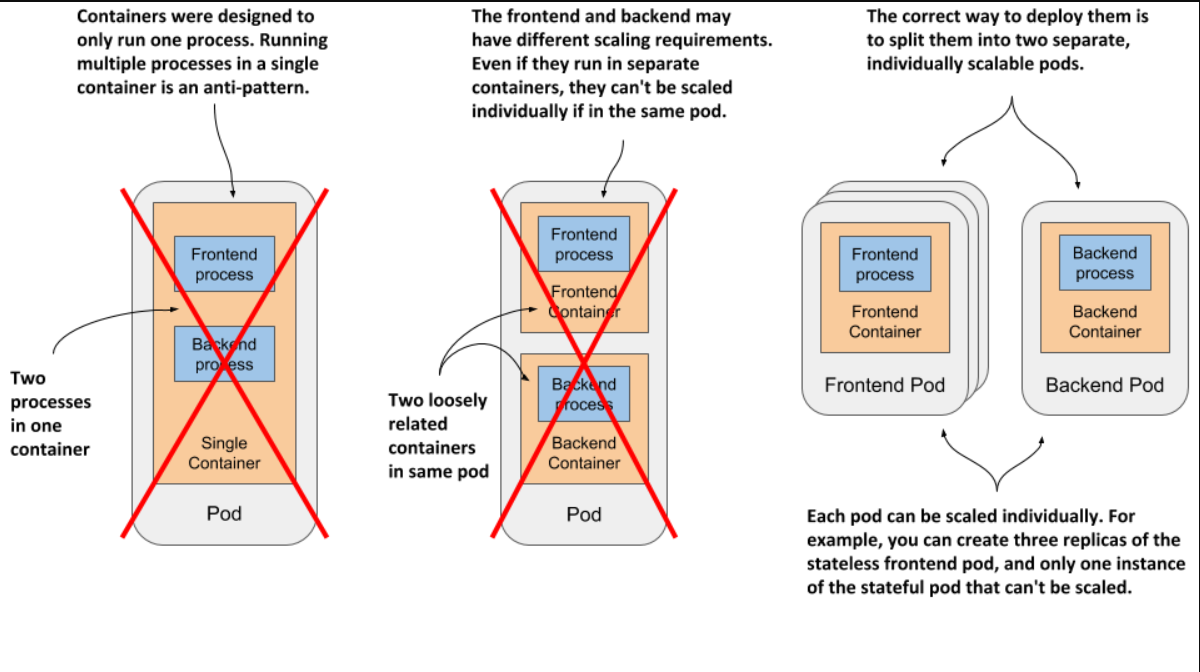 Containers were designed to
only run one process. Running
multiple processes in a single
container is an anti-pattern.
Frontend
process
Backend
process
Single
Container
Pod
Two
processes
in one
container
The frontend and backend may
have different scaling requirements.
Even if they run in separate
containers, they can't be scaled
individually if in the same pod.
Frontend
process
Frontend
Container
Backend
process
Backend
Container
Pod
Two loosely
related
containers
in same pod
The correct way to deploy them is
to split them into two separate,
individually scalable pods.
Frontend
process
Frontend
Container
Frontend Pod
Backend
process
Backend
Container
Backend Pod
Each pod can be scaled individually. For
example, you can create three replicas of the
stateless frontend pod, and only one instance
of the stateful pod that can't be scaled.